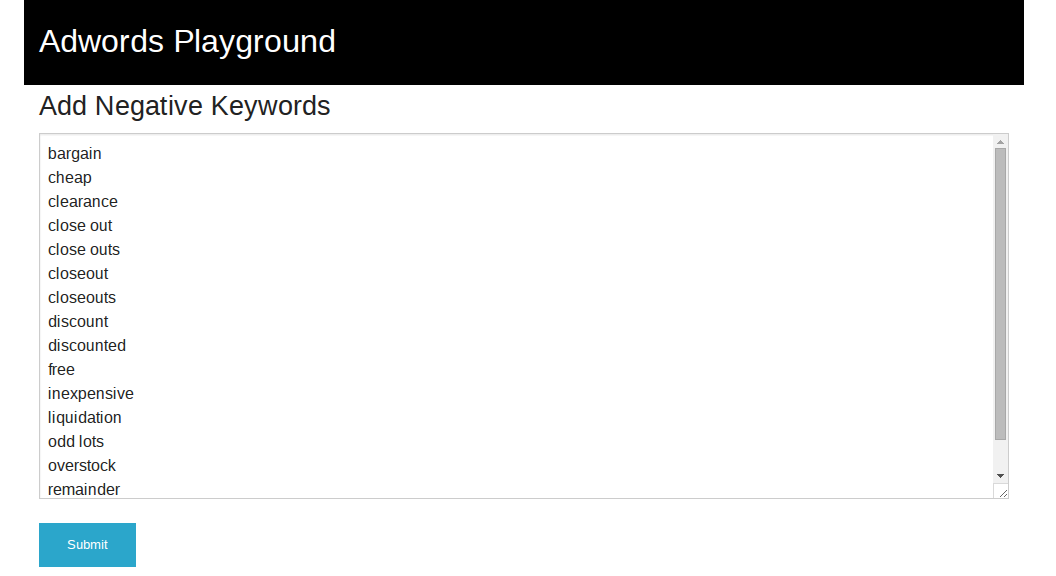 Adwords Playground
Add Negative Keywords
bargain
cheap
clearance
close out
close outs
closeout
closeouts
discount
discounted
free
inexpensive
liquidation
odd lots
overstock
remainder
Submit